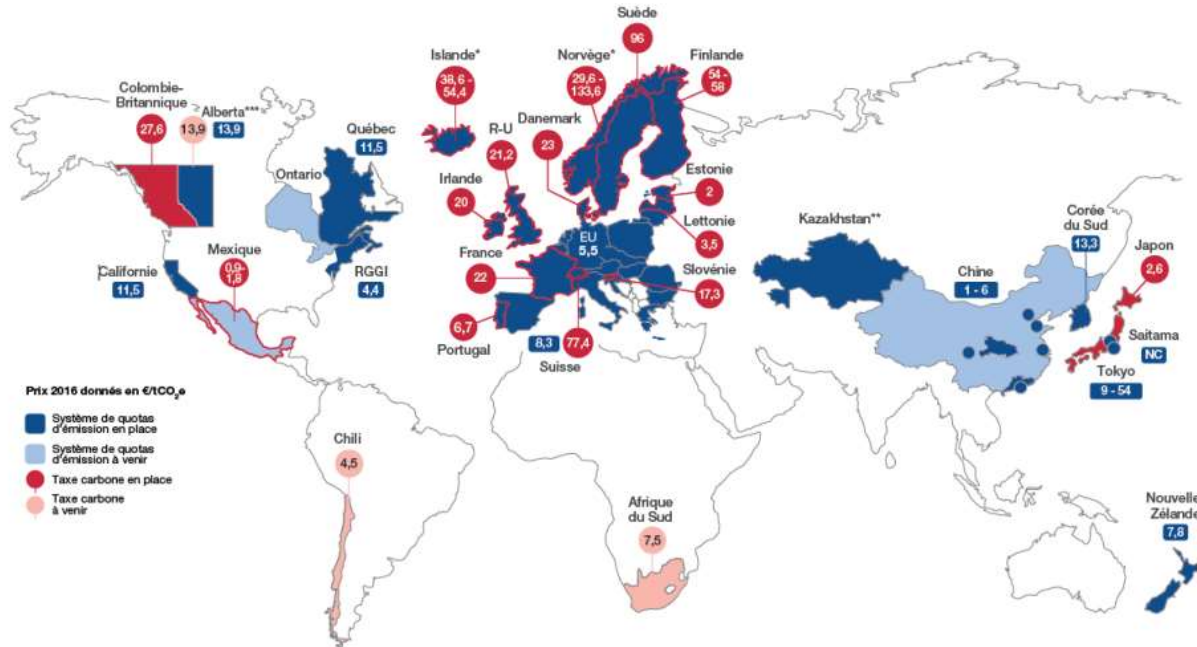 Suède
96
Islande*
38,6 -
54,4
Norvège*
29,6 -
133,6
Finlande
54 -
58
Colombie-
Britannique
27,6
Alberta***
13,9
13,9
Québec
11,5
R-U
21,2
Danemark
23
Ontario
Irlande
20
Estonie
2
Lettonie
3,5
Kazakhstan**
Corée
du Sud
13,3
Japon
2,6
Mexique
0,9-
1,8
Californie
11,5
RGGI
4,4
France
22
EU
5,5
Slovénie
17,3
Chine
1 - 6
6,7
Portugal
8,3
77,4
Suisse
Saitama
NC
Tokyo
9 - 54
Prix 2016 donnés en €/tCO₂e
Système de quotas
d'émission en place
Système de quotas
d'émission à venir
Taxe carbone en place
Taxe carbone
à venir
Chili
4,5
Afrique
du Sud
7,5
Nouvelle
Zélande
7,8